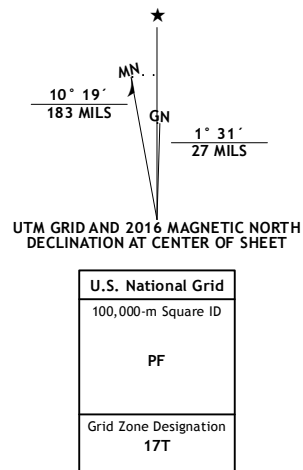 ★
MN
GN
10° 19´
183 MILS
1° 31´
27 MILS
UTM GRID AND 2016 MAGNETIC NORTH
DECLINATION AT CENTER OF SHEET
U.S. National Grid
100,000-m Square ID
PF
Grid Zone Designation
17T